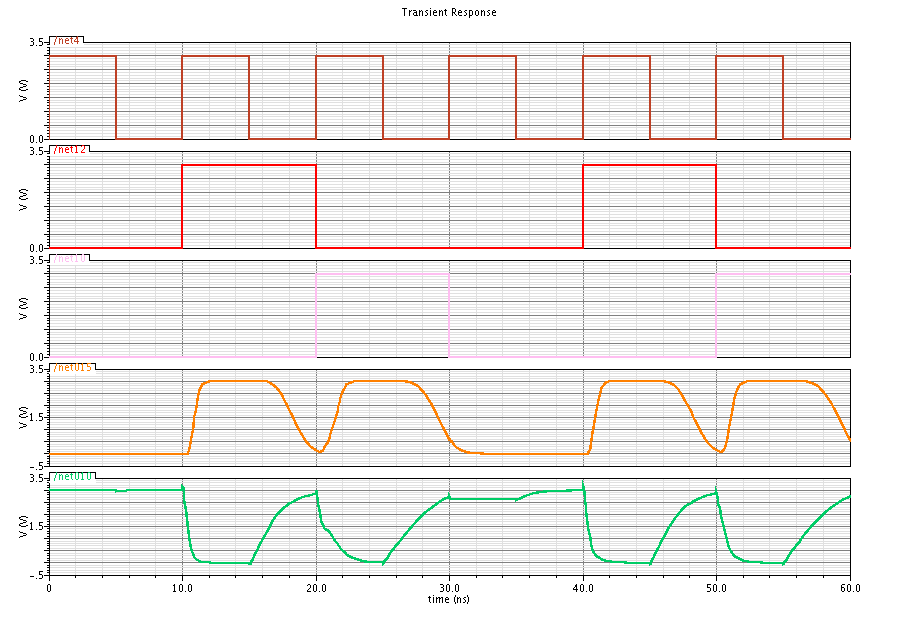 Transient Response
/net4
3.5
V (V)
0.0
/net12
3.5
V (V)
0.0
3.5
V (V)
0.0
/net015
3.5
V (V)
1.5
-.5
/net010
3.5
V (V)
1.5
-.5
0 10.0 20.0 30.0 40.0 50.0 60.0
time (ns)